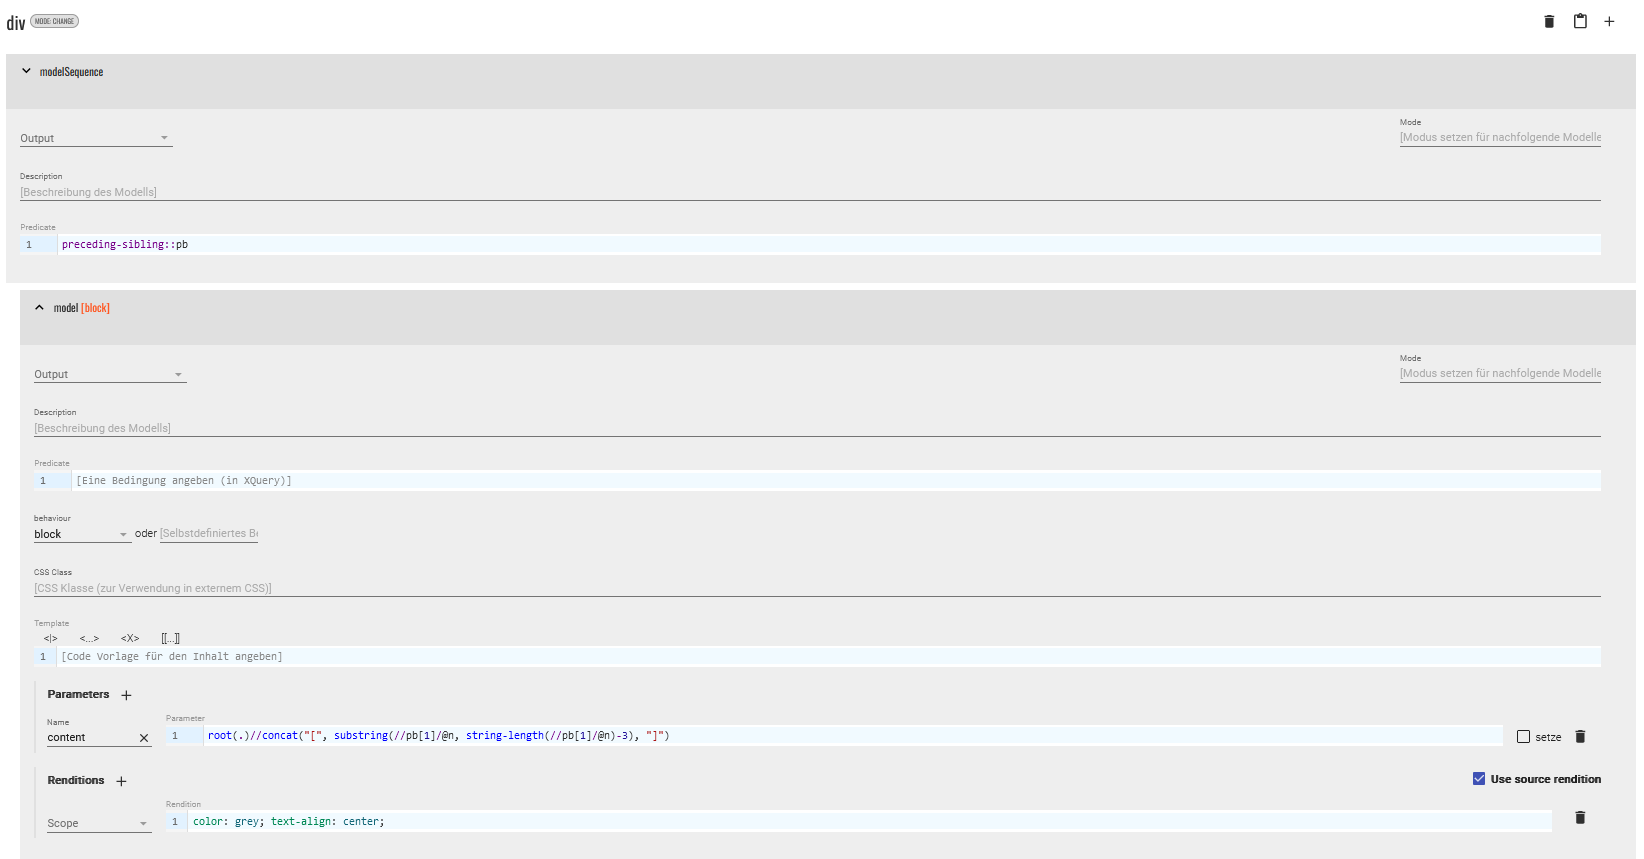 div MODE: CHANGE
modelSequence
Output
Mode
[Modus setzen für nachfolgende Modelle
Description
[Beschreibung des Modells]
Predicate
1 preceding-sibling::pb
model [block]
Output
Mode
[Modus setzen für nachfolgende Modelle
Description
[Beschreibung des Modells]
Predicate
1 [Eine Bedingung angeben (in XQuery)]
behaviour
block oder [Selbstdefiniertes Be
CSS Class
[CSS Klasse (zur Verwendung in externem CSS)]
Template
<|> <...> <X> [[...]]
1 [Code Vorlage für den Inhalt angeben]
Parameters +
Name
Parameter
content
1 root(.)//concat("[", substring(//pb[1]/@n, string-length(//pb[1]/@n)-3), "]")
setze
Renditions +
Use source rendition
Rendition
Scope
1 color: grey; text-align: center;